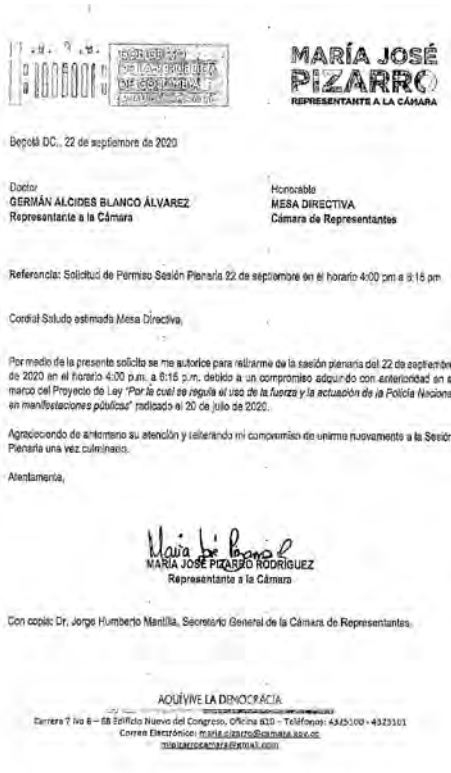 MARÍA JOSÉ
PIZARRO
REPRESENTANTE A LA CÁMARA
Bogotá DC., 22 de septiembre de 2020
Doctor
GERMÁN ALCIDES BLANCO ÁLVAREZ
Representante a la Cámara
Honorable
MESA DIRECTIVA
Cámara de Representantes
Referencia: Solicitud de Permiso Sesión Plenaria 22 de septiembre en el horario 4:00 pm a 6:15 pm
Cordial Saludo estimada Mesa Directiva,
Por medio de la presente solicito se me autorice para retirarme de la sesión plenaria del 22 de septiembre
de 2020 en el horario 4:00 p.m. a 6:15 p.m. debido a un compromiso adquirido con anterioridad en
marco del Proyecto de Ley "Por la cual se regula el uso de la fuerza y la actuación de la Policía Naciona
en manifestaciones públicas" radicado el 20 de julio de 2020.
Agradeciendo de antemano su atención y reiterando mi compromiso de unirme nuevamente a la Sesión
Plenaria una vez culminado.
Atentamente,
MARÍA JOSÉ PIZARRO RODRÍGUEZ
Representante a la Cámara
Con copia: Dr. Jorge Humberto Mantilla, Secretario General de la Cámara de Representantes.
AQUÍ VIVE LA DEMOCRACIA
Carrera 7 No 8 – 68 Edificio Nuevo del Congreso, Oficina 610 – Teléfonos: 4325100 - 4325101
Correo Electrónico: maria.pizarro@camara.gov.co
mjpizarrocamara@gmail.com